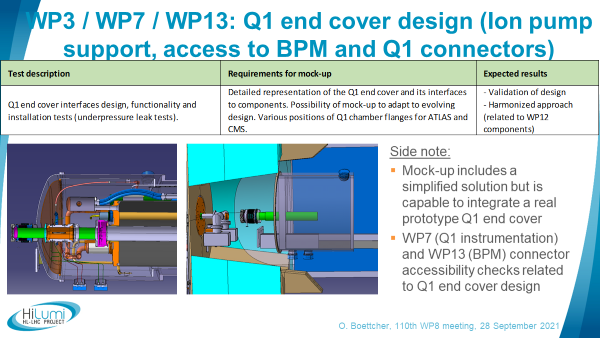 WP3 / WP7 / WP13: Q1 end cover design (Ion pump
support, access to BPM and Q1 connectors)
Test description
Requirements for mock-up
Expected results
Q1 end cover interfaces design, functionality and
installation tests (underpressure leak tests).
Detailed representation of the Q1 end cover and its interfaces
to components. Possibility of mock-up to adapt to evolving
design. Various positions of Q1 chamber flanges for ATLAS and
CMS.
- Validation of design
- Harmonized approach
(related to WP12
components)
Side note:
▪ Mock-up includes a
simplified solution but is
capable to integrate a real
prototype Q1 end cover
▪ WP7 (Q1 instrumentation)
and WP13 (BPM) connector
accessibility checks related
to Q1 end cover design
HiLumi
HL-LHC PROJECT
O. Boettcher, 110th WP8 meeting, 28 September 2021